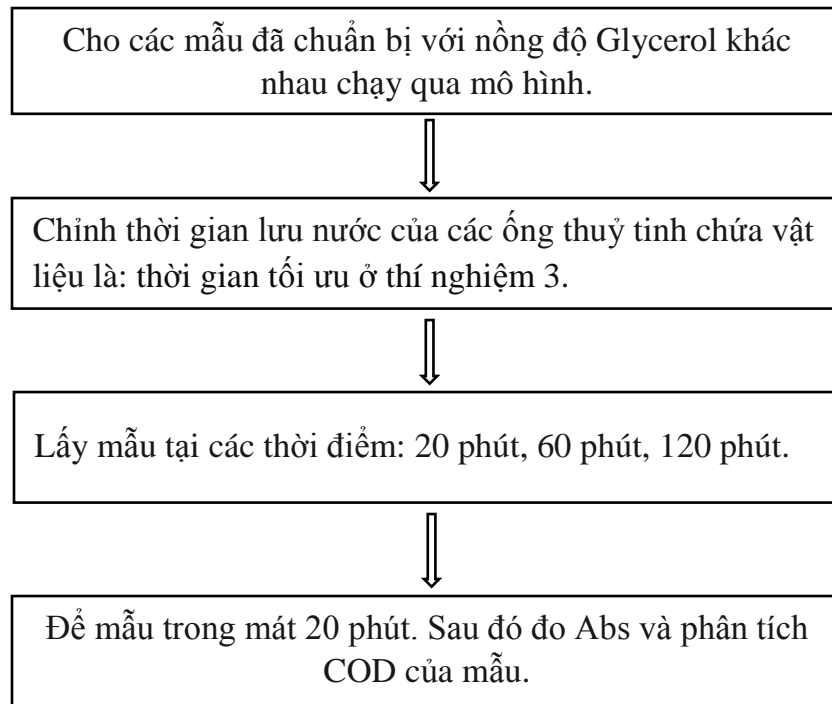 Cho các mẫu đã chuẩn bị với nồng độ Glycerol khác
nhau chạy qua mô hình.
Chỉnh thời gian lưu nước của các ống thuỷ tinh chứa vật
liệu là: thời gian tối ưu ở thí nghiệm 3.
Lấy mẫu tại các thời điểm: 20 phút, 60 phút, 120 phút.
Để mẫu trong mát 20 phút. Sau đó đo Abs và phân tích
COD của mẫu.